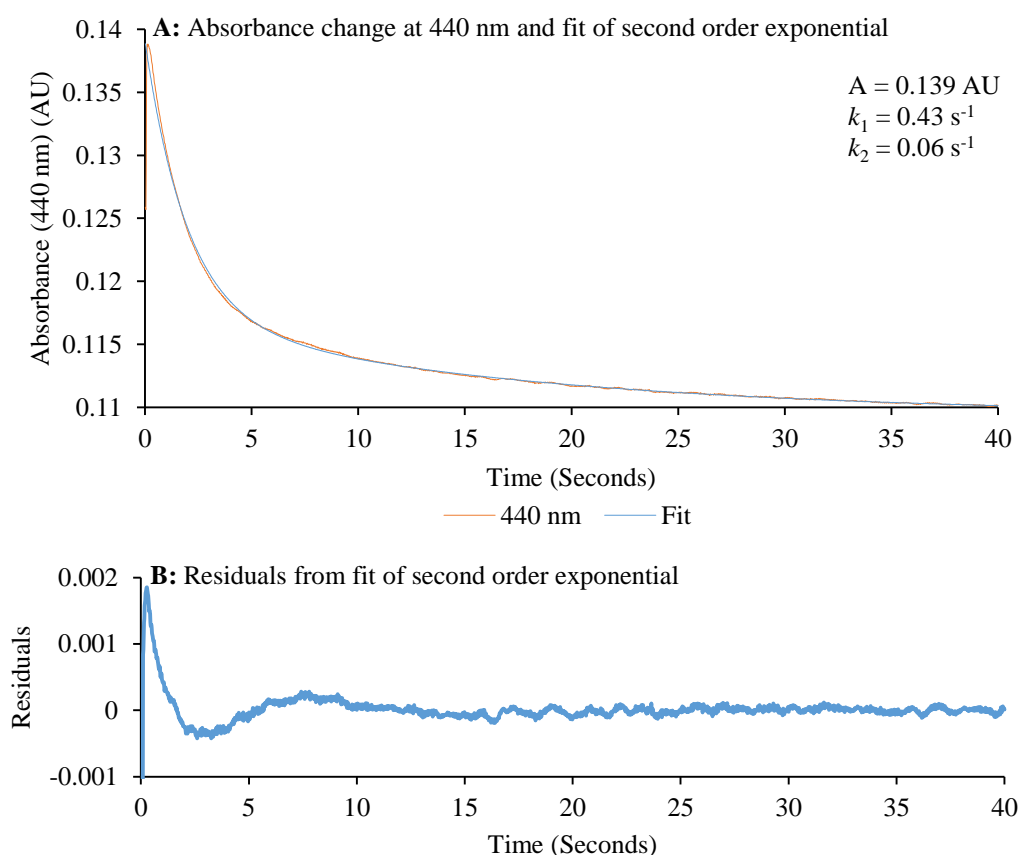 A: Absorbance change at 440 nm and fit of second order exponential
0.14
0.135
0.13
0.125
0.12
0.115
0.11
Absorbance (440 nm) (AU)
A = 0.139 AU
k₁ = 0.43 s⁻¹
k₂ = 0.06 s⁻¹
0 5 10 15 20 25 30 35 40
Time (Seconds)
440 nm Fit
B: Residuals from fit of second order exponential
0.002
0.001
0
-0.001
Residuals
0 5 10 15 20 25 30 35 40
Time (Seconds)